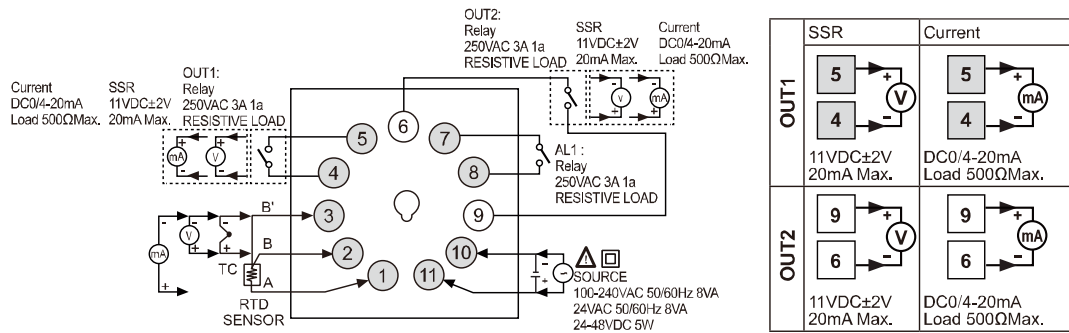 OUT2:
Relay
250VAC 3A 1a
RESISTIVE LOAD
SSR
11VDC±2V
20mA Max.
Current
DC0/4-20mA
Load 500ΩMax.
OUT1:
Relay
250VAC 3A 1a
RESISTIVE LOAD
Current
DC0/4-20mA
Load 500ΩMax.
SSR
11VDC±2V
20mA Max.
+ + V mA - -
+ + mA V - -
6
5 7
4 8
AL1 :
Relay
250VAC 3A 1a
RESISTIVE LOAD
3 9
2 10
1 11
B'
B
A
- - - mA V + + +
TC
RTD
SENSOR
- +
SOURCE
100-240VAC 50/60Hz 8VA
24VAC 50/60Hz 8VA
24-48VDC 5W
SSR Current
OUT1
5 + V 5 + mA
4 - 4 -
11VDC±2V DC0/4-20mA
20mA Max. Load 500ΩMax.
OUT2
9 + V 9 + mA
6 - 6 -
11VDC±2V DC0/4-20mA
20mA Max. Load 500ΩMax.